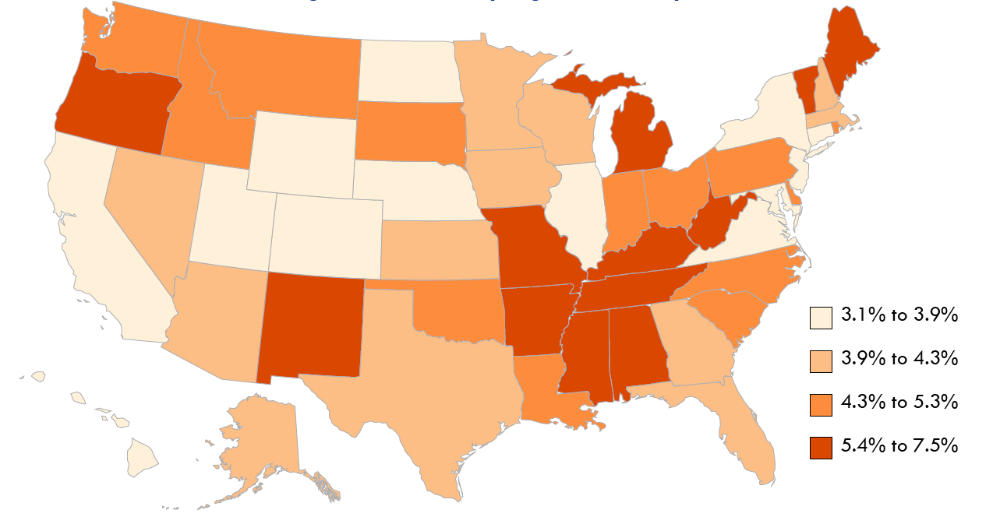 3.1% to 3.9%
3.9% to 4.3%
4.3% to 5.3%
5.4% to 7.5%